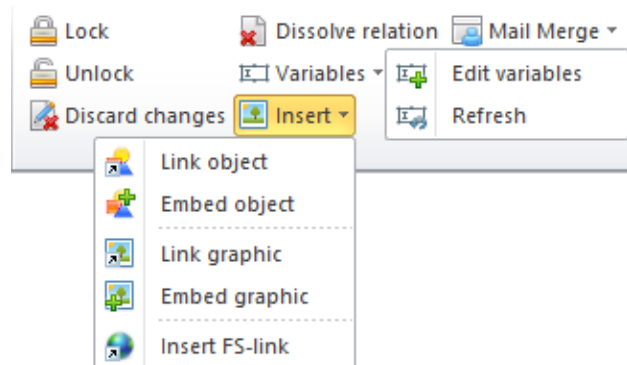 Lock
Dissolve relation
Mail Merge
Unlock
Variables
Edit variables
Discard changes
Insert
Refresh
Link object
Embed object
Link graphic
Embed graphic
Insert FS-link